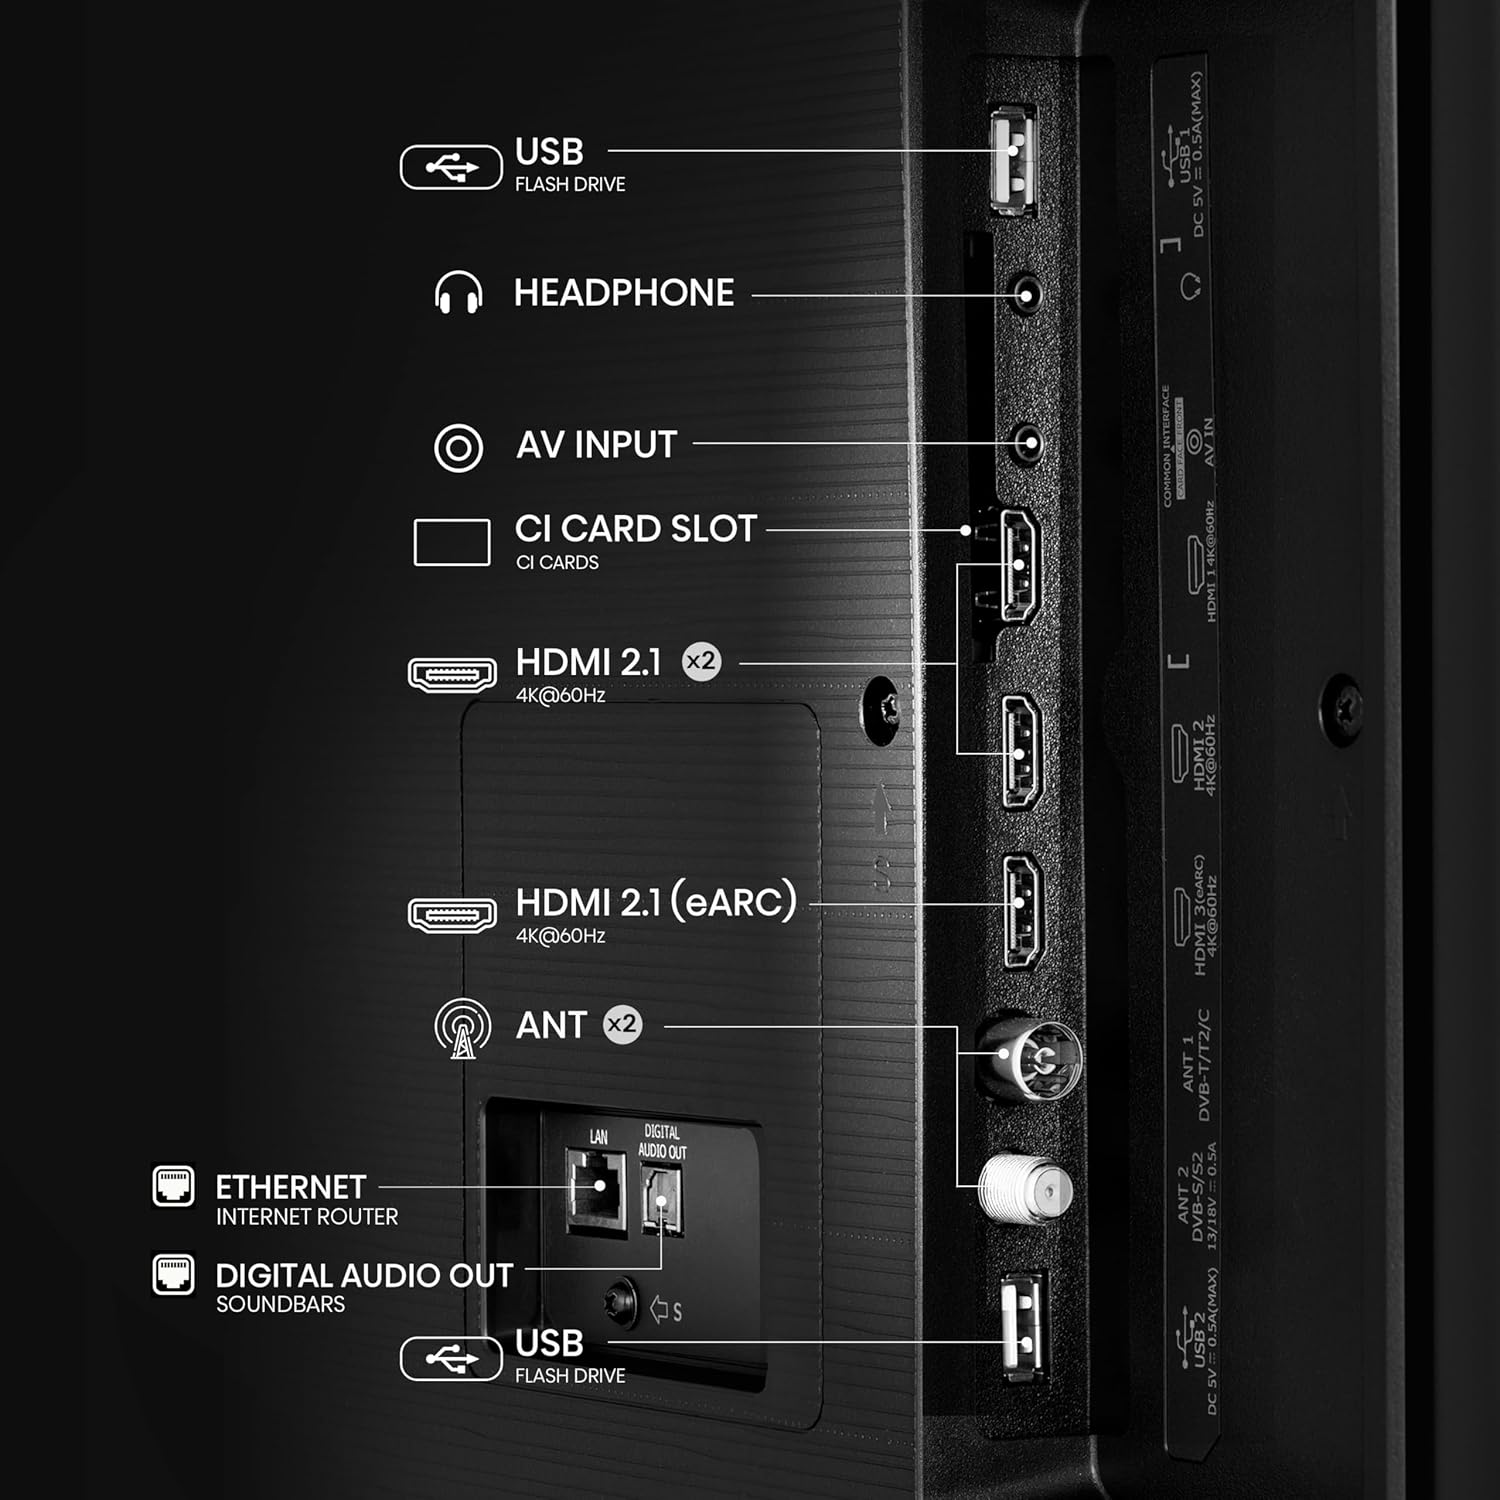 USB
FLASH DRIVE
HEADPHONE
AV INPUT
CI CARD SLOT
CI CARDS
HDMI 2.1 x2
4K@60Hz
HDMI 2.1 (eARC)
4K@60Hz
ANT x2
LAN
DIGITAL
AUDIO OUT
ETHERNET
INTERNET ROUTER
DIGITAL AUDIO OUT
SOUNDBARS
S
USB
FLASH DRIVE
S
USB 1
DC 5V ⎓ 0.5A(MAX)
COMMON INTERFACE
CARD FACE FRONT
AV IN
HDMI 1 4K@60Hz
HDMI 2
4K@60Hz
HDMI 3(eARC)
4K@60Hz
ANT 1
DVB-T/T2/C
ANT 2
DVB-S/S2
13/18V ⎓ 0.5A
USB 2
DC 5V ⎓ 0.5A(MAX)